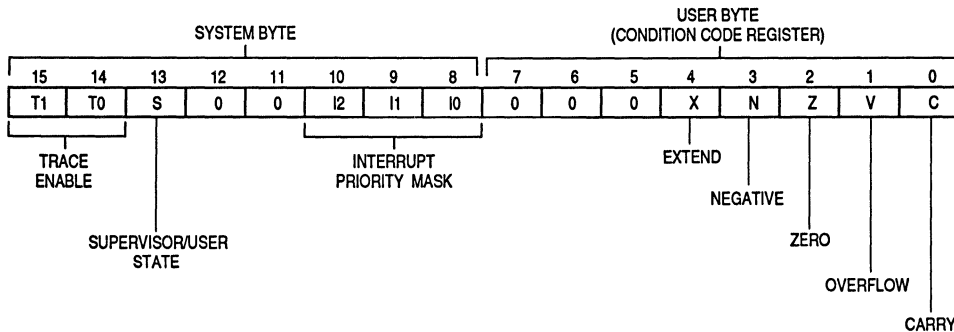 SYSTEM BYTE
USER BYTE
(CONDITION CODE REGISTER)
15 14 13 12 11 10 9 8 7 6 5 4 3 2 1 0
T1 T0 S 0 0 I2 I1 I0 0 0 0 X N Z V C
TRACE
ENABLE
INTERRUPT
PRIORITY MASK
EXTEND
NEGATIVE
SUPERVISOR/USER
STATE
ZERO
OVERFLOW
CARRY